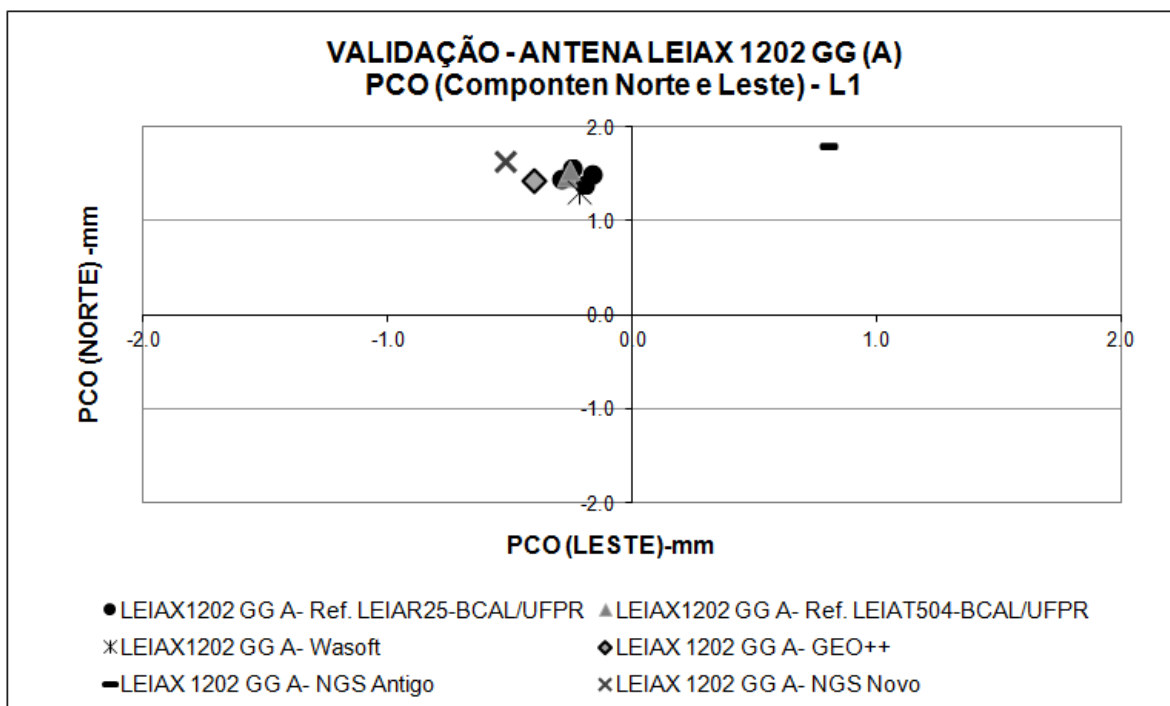 VALIDAÇÃO - ANTENA LEIAX 1202 GG (A)
PCO (Componten Norte e Leste) - L1
PCO (NORTE) -mm
2.0
1.0
0.0
-2.0 -1.0 0.0 1.0 2.0
-1.0
-2.0
PCO (LESTE)-mm
LEIAX1202 GG A- Ref. LEIAR25-BCAL/UFPR LEIAX1202 GG A- Ref. LEIAT504-BCAL/UFPR
LEIAX1202 GG A- Wasoft LEIAX 1202 GG A- GEO++
LEIAX 1202 GG A- NGS Antigo LEIAX 1202 GG A- NGS Novo